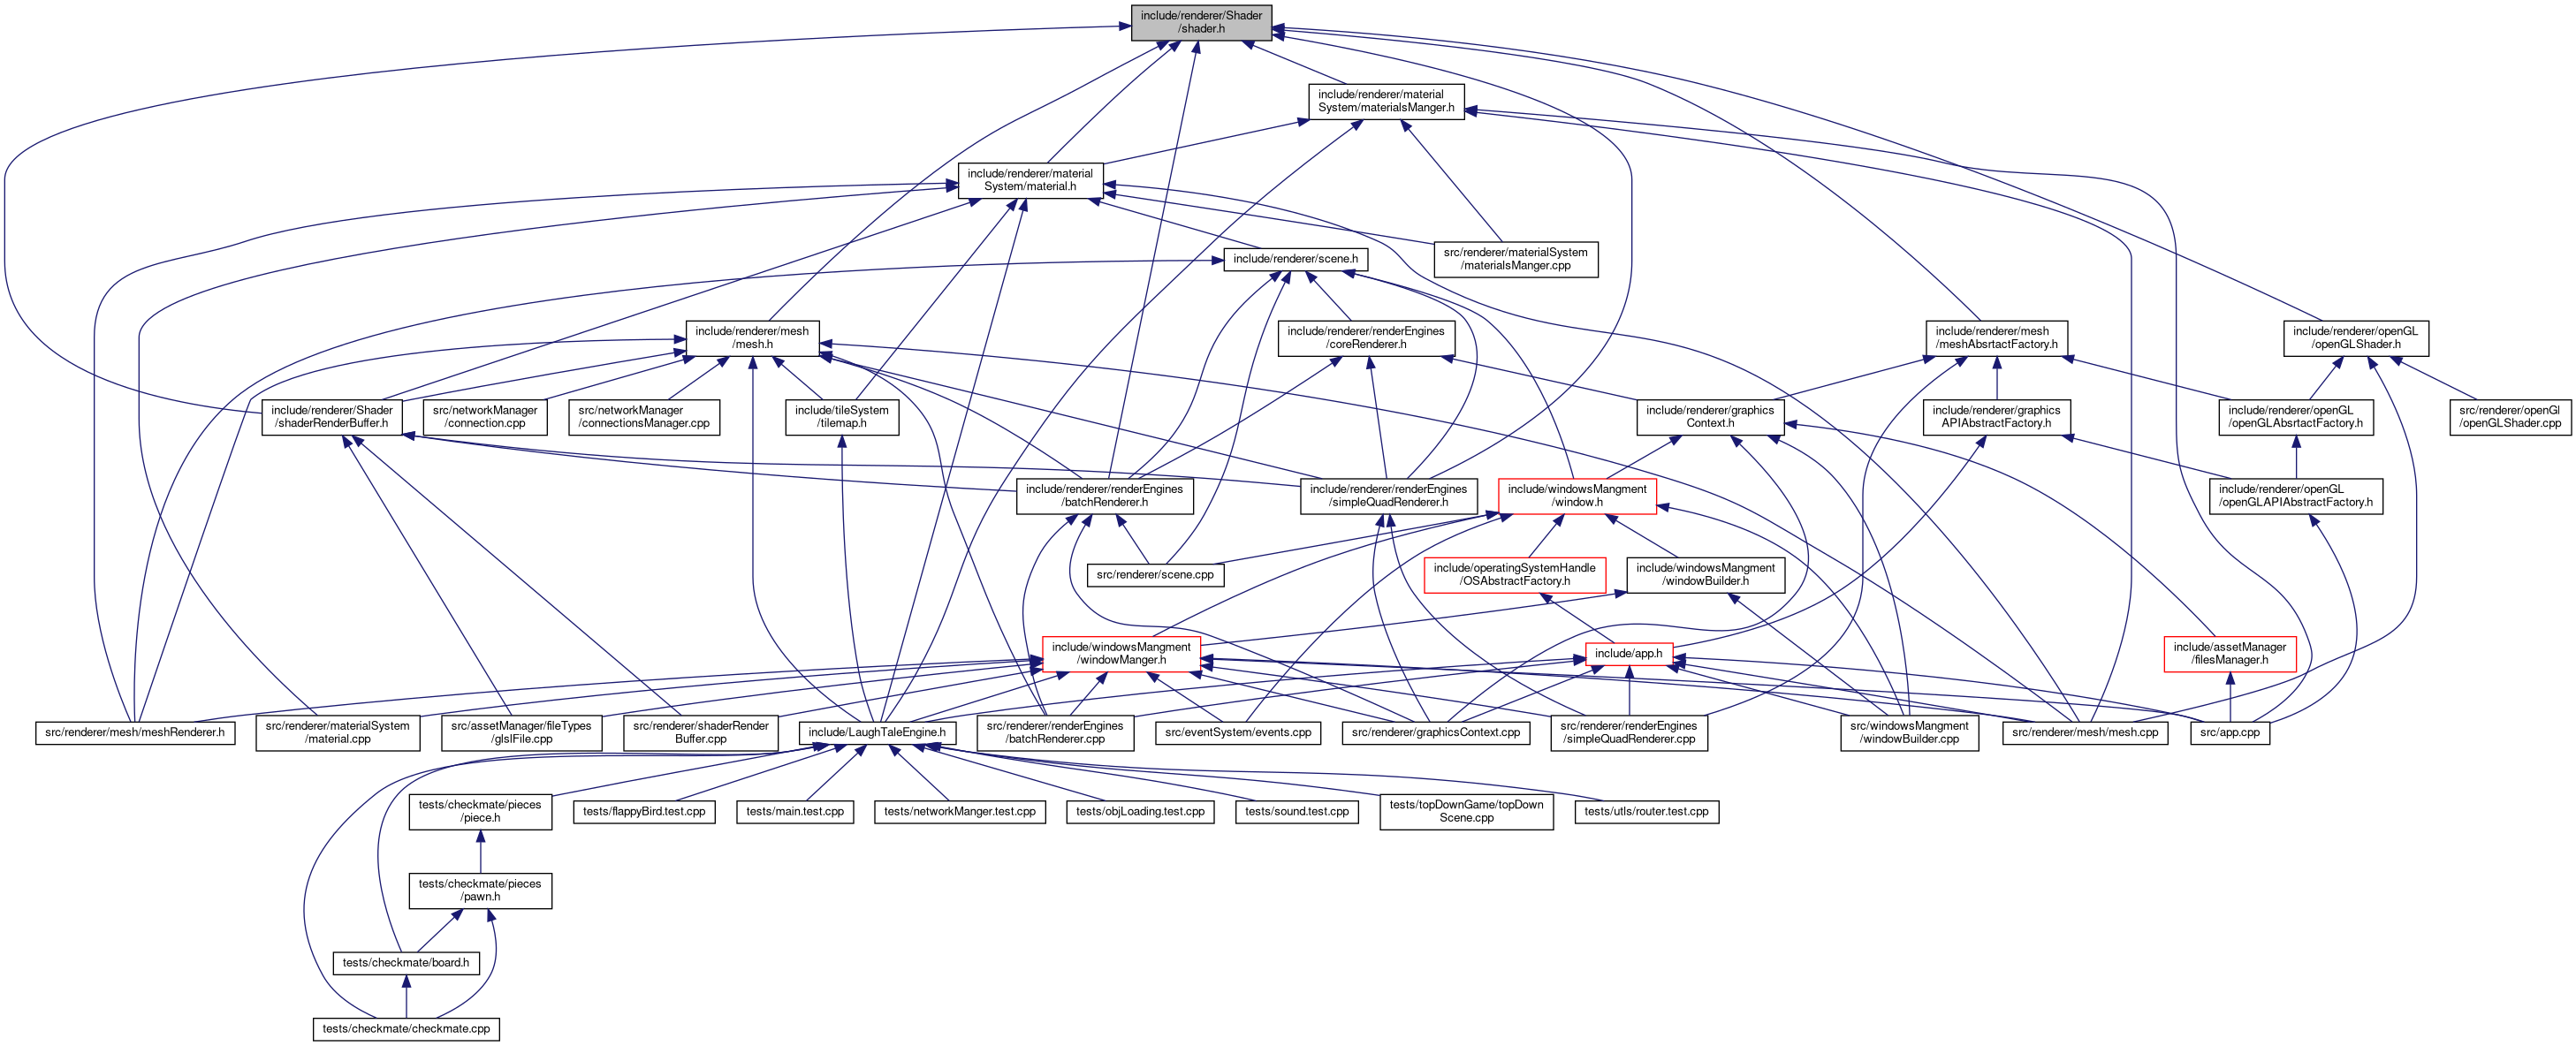 include/renderer/Shader
/shader.h
include/renderer/material
System/materialsManger.h
include/renderer/material
System/material.h
include/renderer/scene.h
src/renderer/materialSystem
/materialsManger.cpp
include/renderer/mesh
/mesh.h
include/renderer/renderEngines
/coreRenderer.h
include/renderer/mesh
/meshAbsrtactFactory.h
include/renderer/openGL
/openGLShader.h
include/renderer/Shader
/shaderRenderBuffer.h
src/networkManager
/connection.cpp
src/networkManager
/connectionsManager.cpp
include/tileSystem
/tilemap.h
include/renderer/graphics
Context.h
include/renderer/graphics
APIAbstractFactory.h
include/renderer/openGL
/openGLAbsrtactFactory.h
src/renderer/openGl
/openGLShader.cpp
include/renderer/renderEngines
/batchRenderer.h
include/renderer/renderEngines
/simpleQuadRenderer.h
include/windowsMangment
/window.h
include/renderer/openGL
/openGLAPIAbstractFactory.h
src/renderer/scene.cpp
include/operatingSystemHandle
/OSAbstractFactory.h
include/windowsMangment
/windowBuilder.h
include/windowsMangment
/windowManger.h
include/app.h
include/assetManager
/filesManager.h
src/renderer/mesh/meshRenderer.h
src/renderer/materialSystem
/material.cpp
src/assetManager/fileTypes
/glslFile.cpp
src/renderer/shaderRender
Buffer.cpp
include/LaughTaleEngine.h
src/renderer/renderEngines
/batchRenderer.cpp
src/eventSystem/events.cpp
src/renderer/graphicsContext.cpp
src/renderer/renderEngines
/simpleQuadRenderer.cpp
src/windowsMangment
/windowBuilder.cpp
src/renderer/mesh/mesh.cpp
src/app.cpp
tests/checkmate/pieces
/piece.h
tests/flappyBird.test.cpp
tests/main.test.cpp
tests/networkManger.test.cpp
tests/objLoading.test.cpp
tests/sound.test.cpp
tests/topDownGame/topDown
Scene.cpp
tests/utls/router.test.cpp
tests/checkmate/pieces
/pawn.h
tests/checkmate/board.h
tests/checkmate/checkmate.cpp